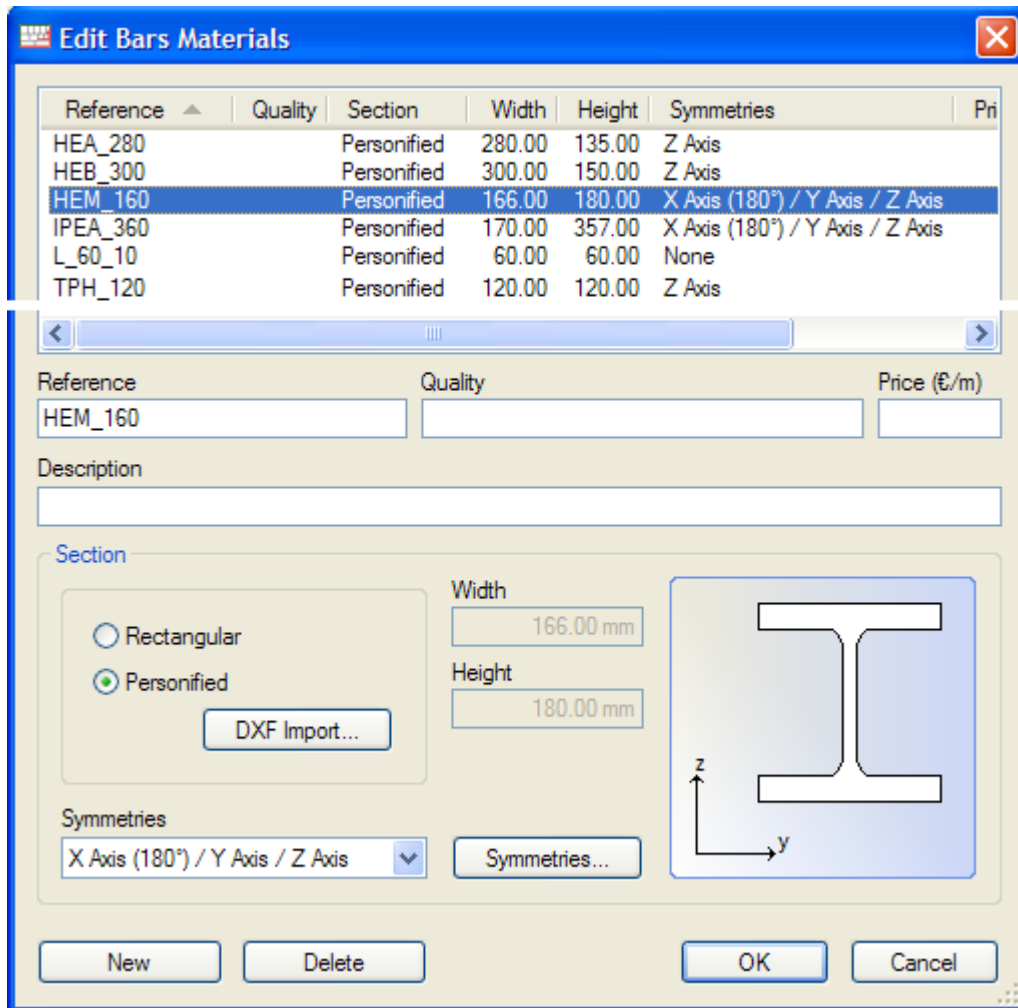 Edit Bars Materials
Reference Quality Section Width Height Symmetries Pri
HEA_280 Personified 280.00 135.00 Z Axis
HEB_300 Personified 300.00 150.00 Z Axis
HEM_160 Personified 166.00 180.00 X Axis (180°) / Y Axis / Z Axis
IPEA_360 Personified 170.00 357.00 X Axis (180°) / Y Axis / Z Axis
L_60_10 Personified 60.00 60.00 None
TPH_120 Personified 120.00 120.00 Z Axis
Reference Quality Price (€/m)
HEM_160
Description
Section
Width
Rectangular 166.00 mm
Personified Height
DXF Import... 180.00 mm
z
Symmetries y
X Axis (180°) / Y Axis / Z Axis Symmetries...
New Delete OK Cancel